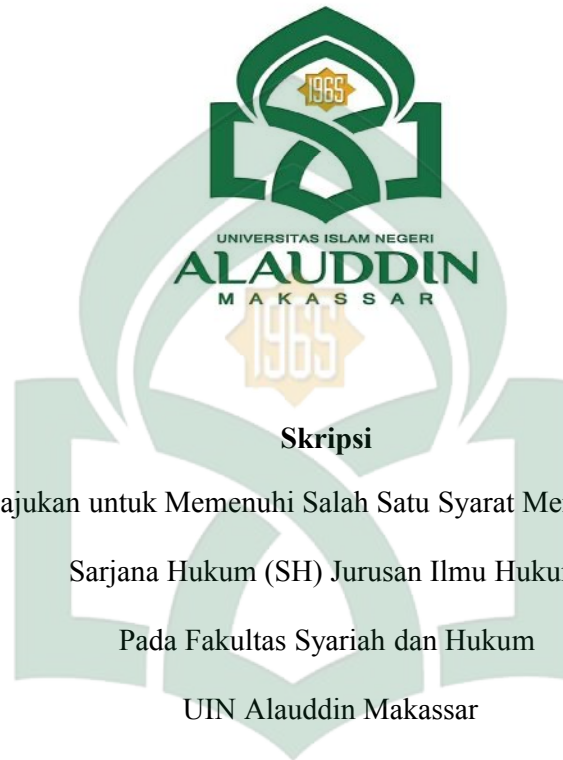 1965
UNIVERSITAS ISLAM NEGERI
ALAUDDIN
MAKASSAR
1965
Skripsi
untuk Memenuhi Salah Satu Syarat
Sarjana Hukum (SH) Jurusan Ilmu
Pada Fakultas Syariah dan Hukum
UIN Alauddin Makassar